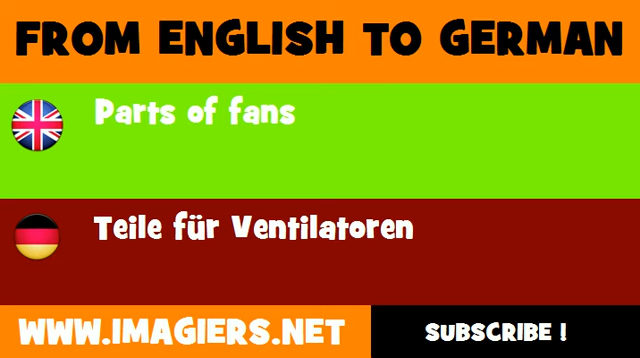 FROM ENGLISH TO GERMAN
Parts of fans
Teile für Ventilatoren
WWW.IMAGIERS.NET
SUBSCRIBE !